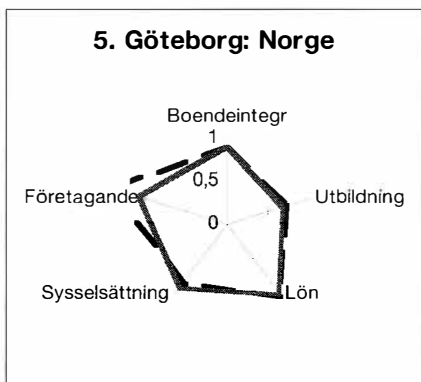 5. Göteborg: Norge
Boendeintegr
1
0,5
Företagande
Utbildning
0
Sysselsättning
Lön